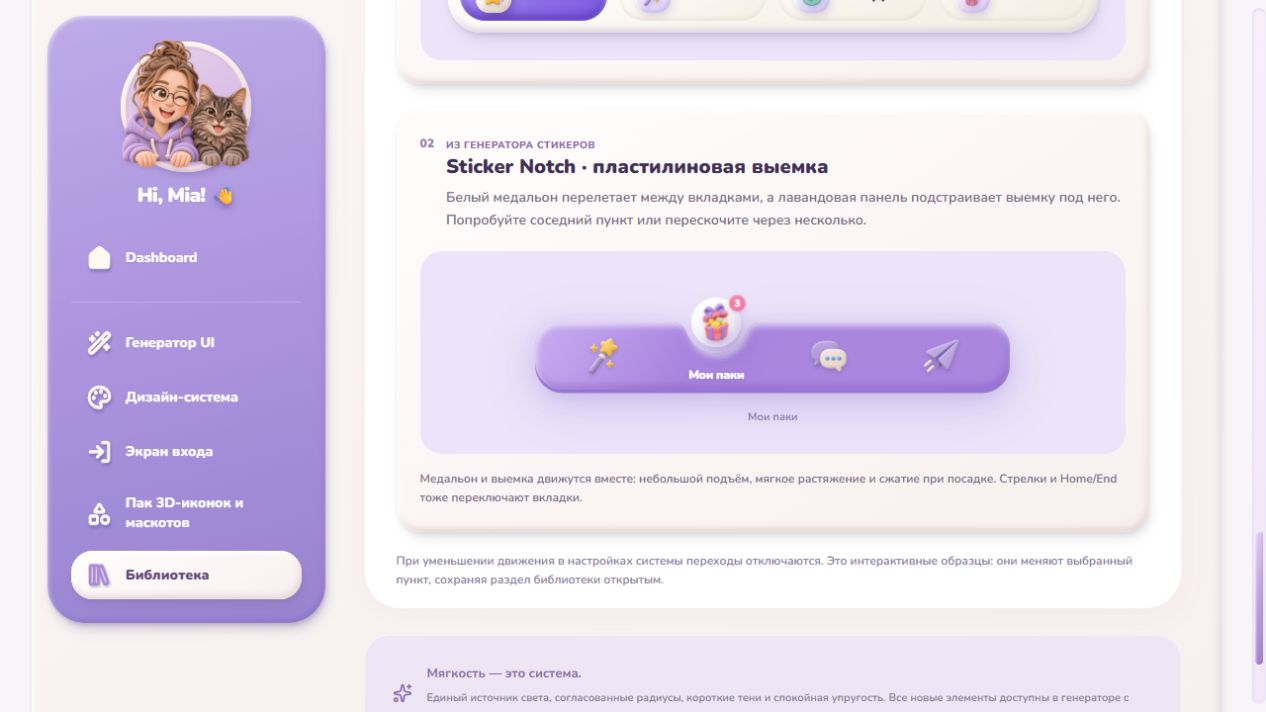 Hi, Mia! 👋
Dashboard
Генератор UI
Дизайн-система
Экран входа
Пак 3D-иконок и
маскотов
Библиотека
02 ИЗ ГЕНЕРАТОРА СТИКЕРОВ
Sticker Notch · пластилиновая выемка
Белый медальон перелетает между вкладками, а лавандовая панель подстраивает выемку под него.
Попробуйте соседний пункт или перескочите через несколько.
3
Мои паки
Мои паки
Медальон и выемка движутся вместе: небольшой подъём, мягкое растяжение и сжатие при посадке. Стрелки и Home/End
тоже переключают вкладки.
При уменьшении движения в настройках системы переходы отключаются. Это интерактивные образцы: они меняют выбранный
пункт, сохраняя раздел библиотеки открытым.
Мягкость — это система.
Единый источник света, согласованные радиусы, короткие тени и спокойная упругость. Все новые элементы доступны в генераторе с